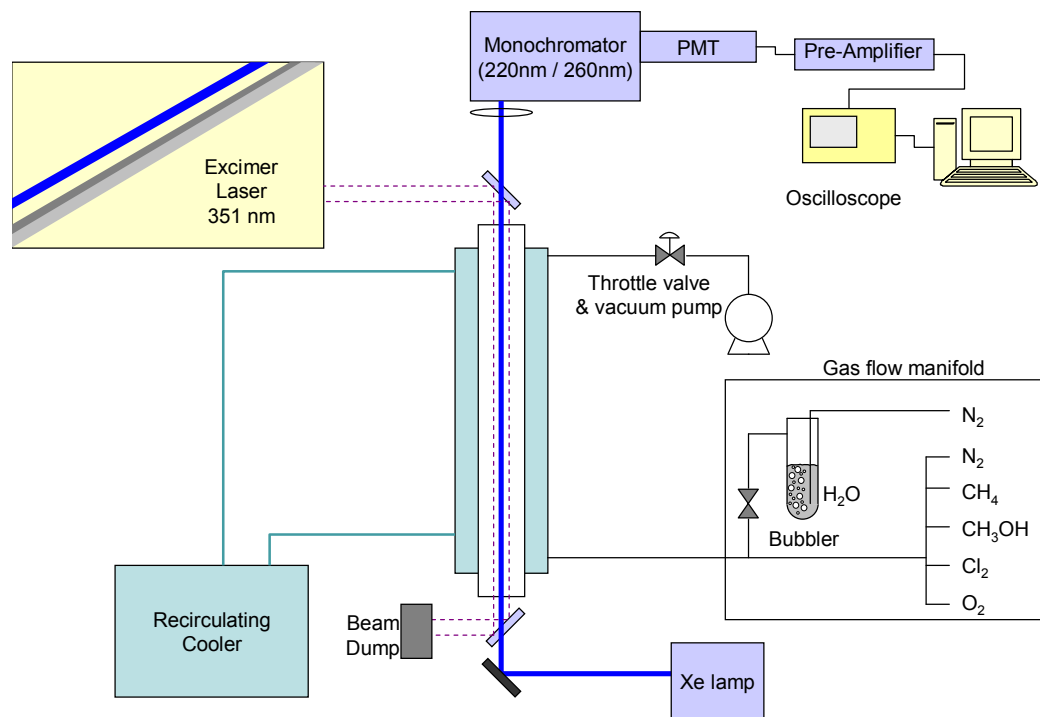 Monochromator
(220nm / 260nm)
PMT
Pre-Amplifier
Excimer
Laser
351 nm
Oscilloscope
Throttle valve
& vacuum pump
Gas flow manifold
N₂
N₂
H₂O
CH₄
CH₃OH
Bubbler
Cl₂
O₂
Recirculating
Cooler
Beam
Dump
Xe lamp